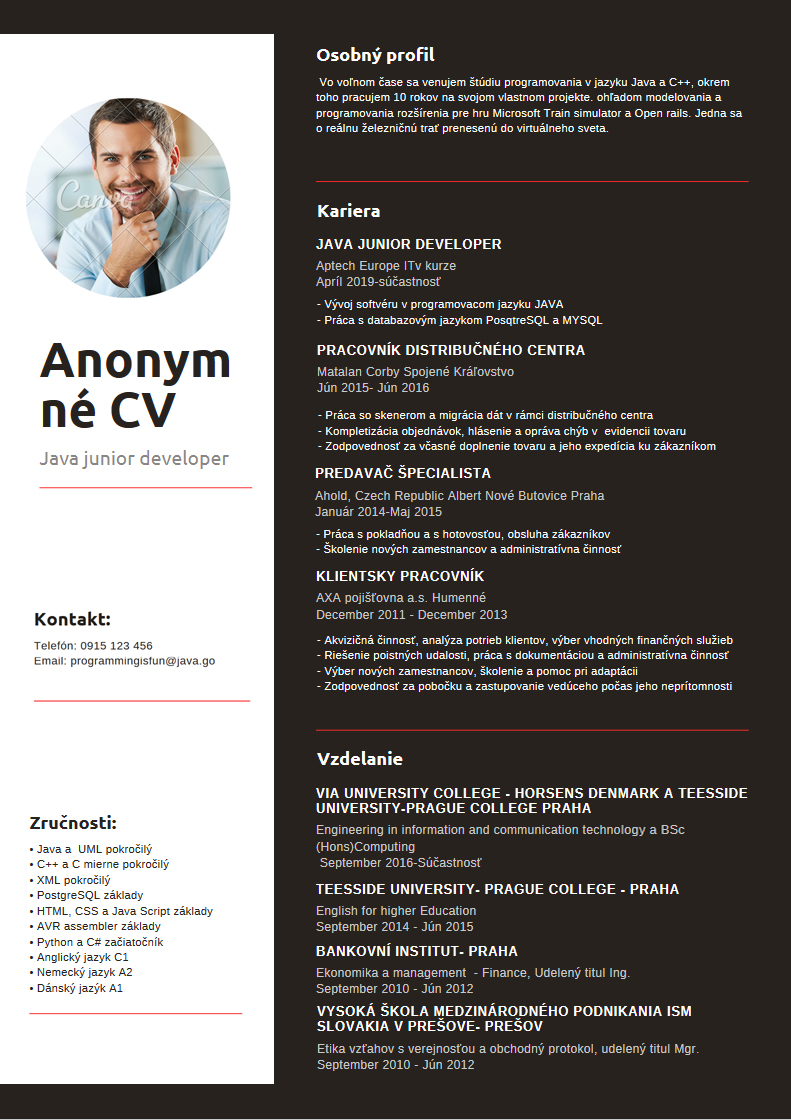 Canva
Anonym
né CV
Java junior developer
Kontakt:
Telefón: 0915 123 456
Email: programmingisfun@java.go
Zručnosti:
• Java a  UML pokročilý
• C++ a C mierne pokročilý
• XML pokročilý
• PostgreSQL základy
• HTML, CSS a Java Script základy
• AVR assembler základy
• Python a C# začiatočník
• Anglický jazyk C1
• Nemecký jazyk A2
• Dánský jazýk A1
Osobný profil
Vo voľnom čase sa venujem štúdiu programovania v jazyku Java a C++, okrem
toho pracujem 10 rokov na svojom vlastnom projekte. ohľadom modelovania a
programovania rozšírenia pre hru Microsoft Train simulator a Open rails. Jedna sa
o reálnu železničnú trať prenesenú do virtuálneho sveta.
Kariera
JAVA JUNIOR DEVELOPER
Aptech Europe ITv kurze
Apríl 2019-súčastnosť
- Vývoj softvéru v programovacom jazyku JAVA
- Práca s databazovým jazykom PosqtreSQL a MYSQL
PRACOVNÍK DISTRIBUČNÉHO CENTRA
Matalan Corby Spojené Kráľovstvo
Jún 2015- Jún 2016
- Práca so skenerom a migrácia dát v rámci distribučného centra
- Kompletizácia objednávok, hlásenie a opráva chýb v  evidencii tovaru
- Zodpovednosť za včasné doplnenie tovaru a jeho expedícia ku zákazníkom
PREDAVAČ ŠPECIALISTA
Ahold, Czech Republic Albert Nové Butovice Praha
Január 2014-Maj 2015
- Práca s pokladňou a s hotovosťou, obsluha zákazníkov
- Školenie nových zamestnancov a administratívna činnosť
KLIENTSKY PRACOVNÍK
AXA pojišťovna a.s. Humenné
December 2011 - December 2013
- Akvizičná činnosť, analýza potrieb klientov, výber vhodných finančných služieb
- Riešenie poistných udalosti, práca s dokumentáciou a administratívna činnosť
- Výber nových zamestnancov, školenie a pomoc pri adaptácii
- Zodpovednosť za pobočku a zastupovanie vedúceho počas jeho neprítomnosti
Vzdelanie
VIA UNIVERSITY COLLEGE - HORSENS DENMARK A TEESSIDE
UNIVERSITY-PRAGUE COLLEGE PRAHA
Engineering in information and communication technology a BSc
(Hons)Computing
September 2016-Súčastnosť
TEESSIDE UNIVERSITY- PRAGUE COLLEGE - PRAHA
English for higher Education
September 2014 - Jún 2015
BANKOVNÍ INSTITUT- PRAHA
Ekonomika a management  - Finance, Udelený titul Ing.
September 2010 - Jún 2012
VYSOKÁ ŠKOLA MEDZINÁRODNÉHO PODNIKANIA ISM
SLOVAKIA V PREŠOVE- PREŠOV
Etika vzťahov s verejnosťou a obchodný protokol, udelený titul Mgr.
September 2010 - Jún 2012